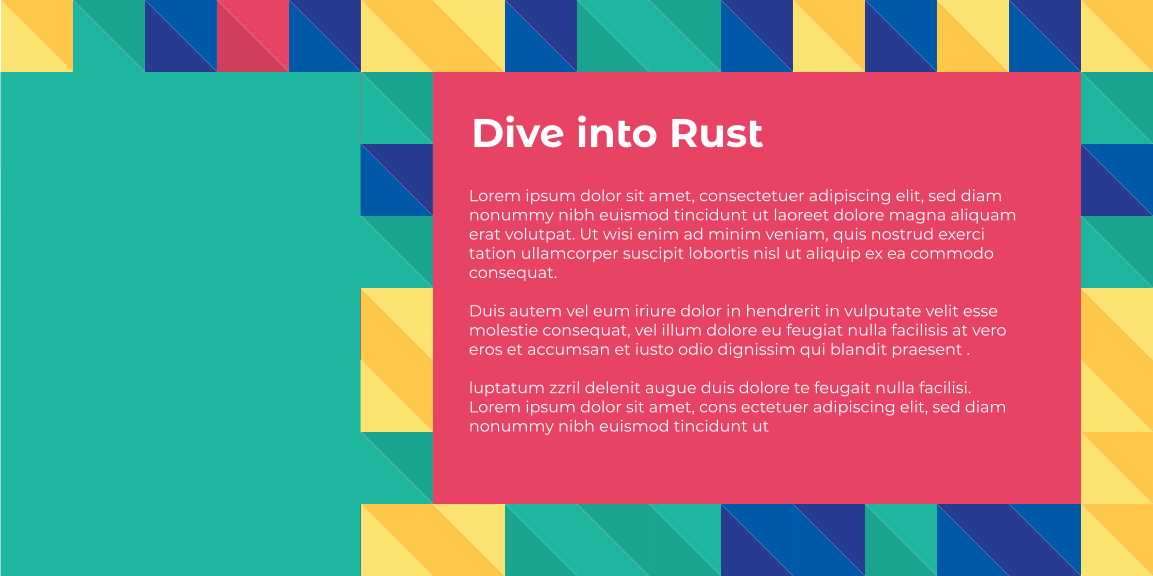 Dive into Rust
Lorem ipsum dolor sit amet, consectetuer adipiscing elit, sed diam
nonummy nibh euismod tincidunt ut laoreet dolore magna aliquam
erat volutpat. Ut wisi enim ad minim veniam, quis nostrud exerci
tation ullamcorper suscipit lobortis nisl ut aliquip ex ea commodo
consequat.
Duis autem vel eum iriure dolor in hendrerit in vulputate velit esse
molestie consequat, vel illum dolore eu feugiat nulla facilisis at vero
eros et accumsan et iusto odio dignissim qui blandit praesent .
luptatum zzril delenit augue duis dolore te feugait nulla facilisi.
Lorem ipsum dolor sit amet, cons ectetuer adipiscing elit, sed diam
nonummy nibh euismod tincidunt ut